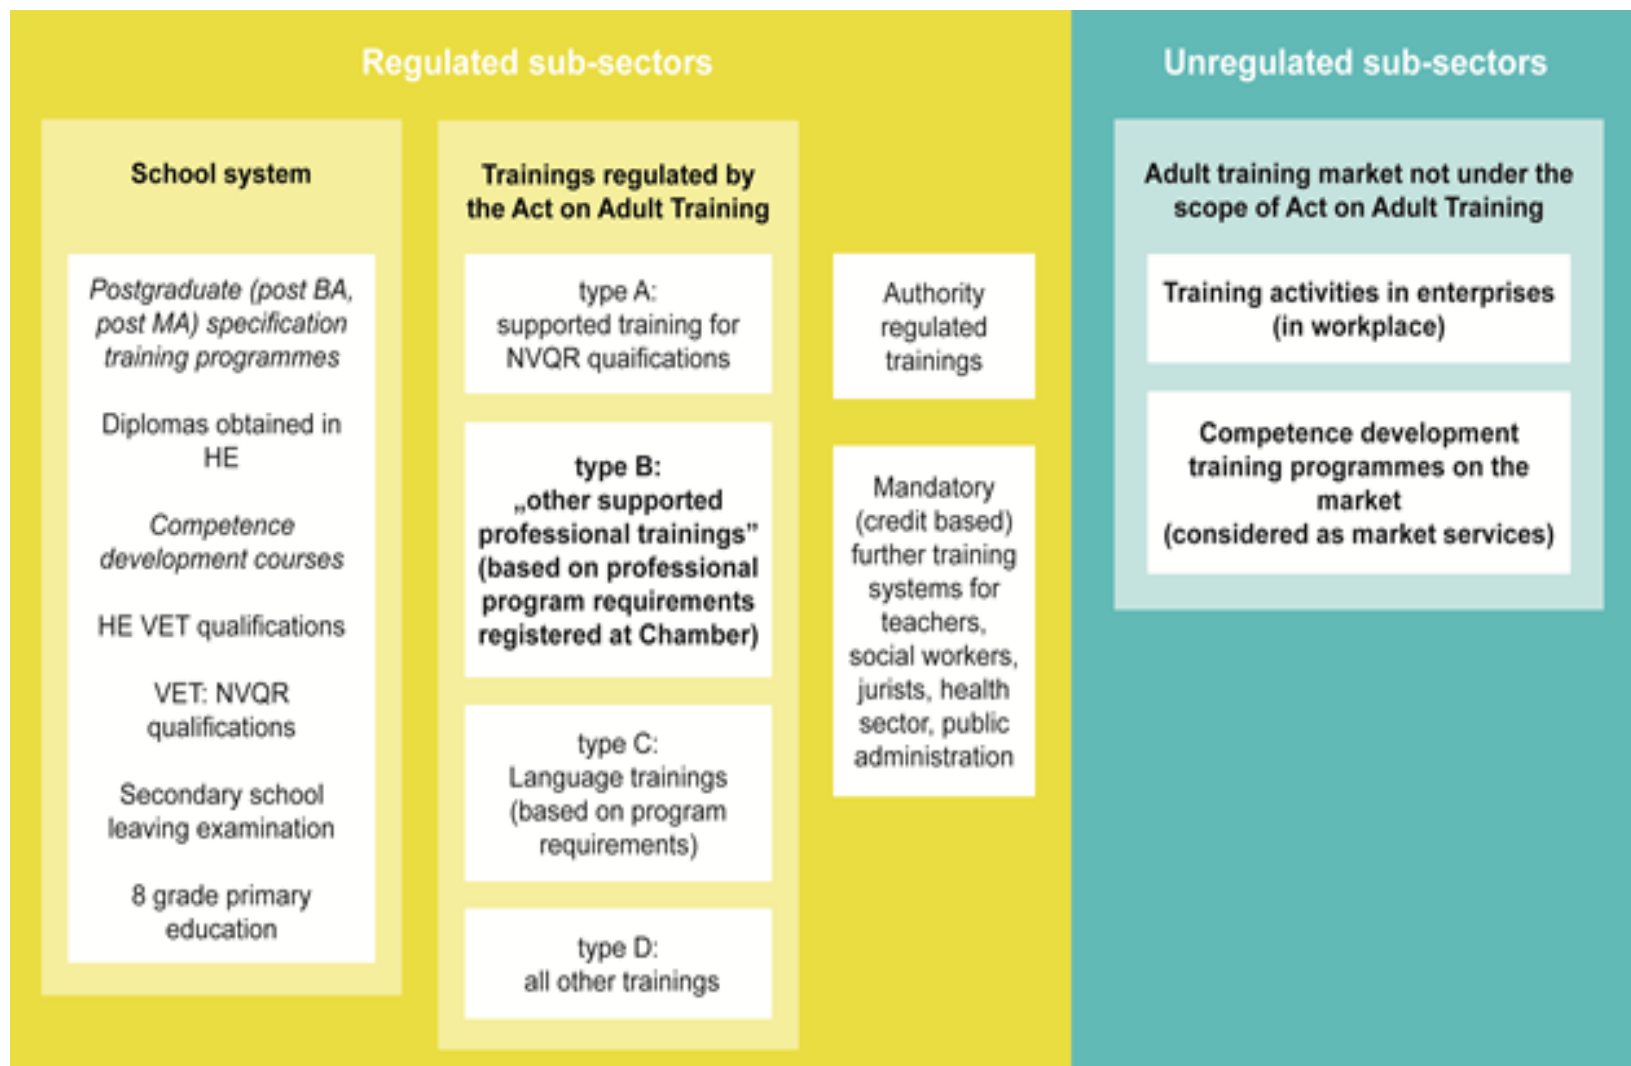 Regulated sub-sectors
School system
Postgraduate (post BA,
post MA) specification
training programmes
Diplomas obtained in
HE
Competence
development courses
HE VET qualifications
VET: NVQR
qualifications
Secondary school
leaving examination
8 grade primary
education
Trainings regulated by
the Act on Adult Training
type A:
supported training for
NVQR quaifications
type B:
„other supported
professional trainings”
(based on professional
program requirements
registered at Chamber)
type C:
Language trainings
(based on program
requirements)
type D:
all other trainings
Authority
regulated
trainings
Mandatory
(credit based)
further training
systems for
teachers,
social workers,
jurists, health
sector, public
administration
Unregulated sub-sectors
Adult training market not under the
scope of Act on Adult Training
Training activities in enterprises
(in workplace)
Competence development
training programmes on the
market
(considered as market services)